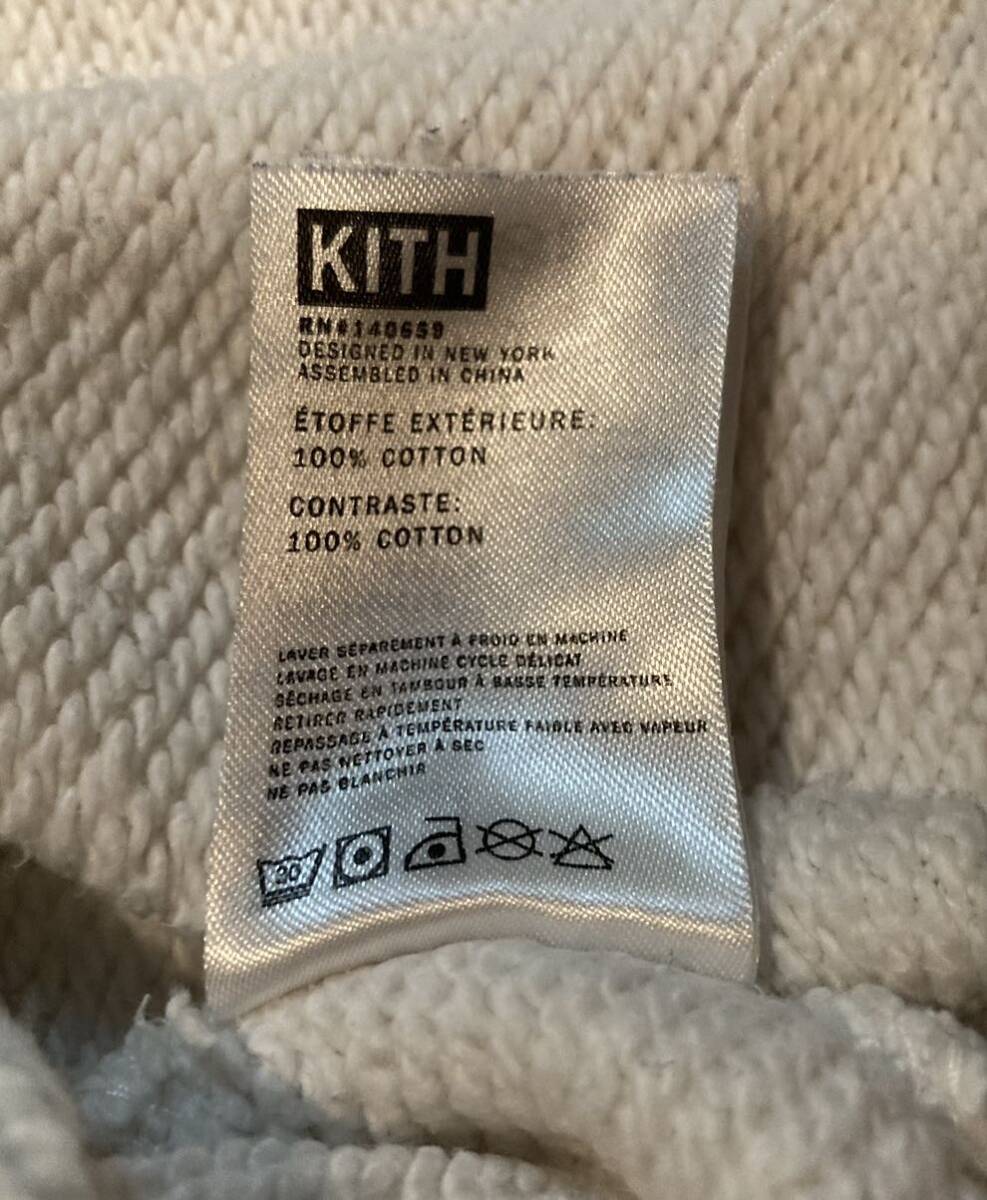 KITH
RN#140659
DESIGNED IN NEW YORK
ASSEMBLED IN CHINA
ÉTOFFE EXTÉRIEURE:
100% COTTON
CONTRASTE:
100% COTTON
LAVER SÉPAREMENT À FROID EN MACHINE
LAVAGE EN MACHINE CYCLE DÉLICAT
SÉCHAGE EN TAMBOUR À BASSE TEMPÉRATURE
RETIRER RAPIDEMENT
REPASSAGE À TEMPÉRATURE FAIBLE AVEC VAPEUR
NE PAS NETTOYER À SEC
NE PAS BLANCHIR
30